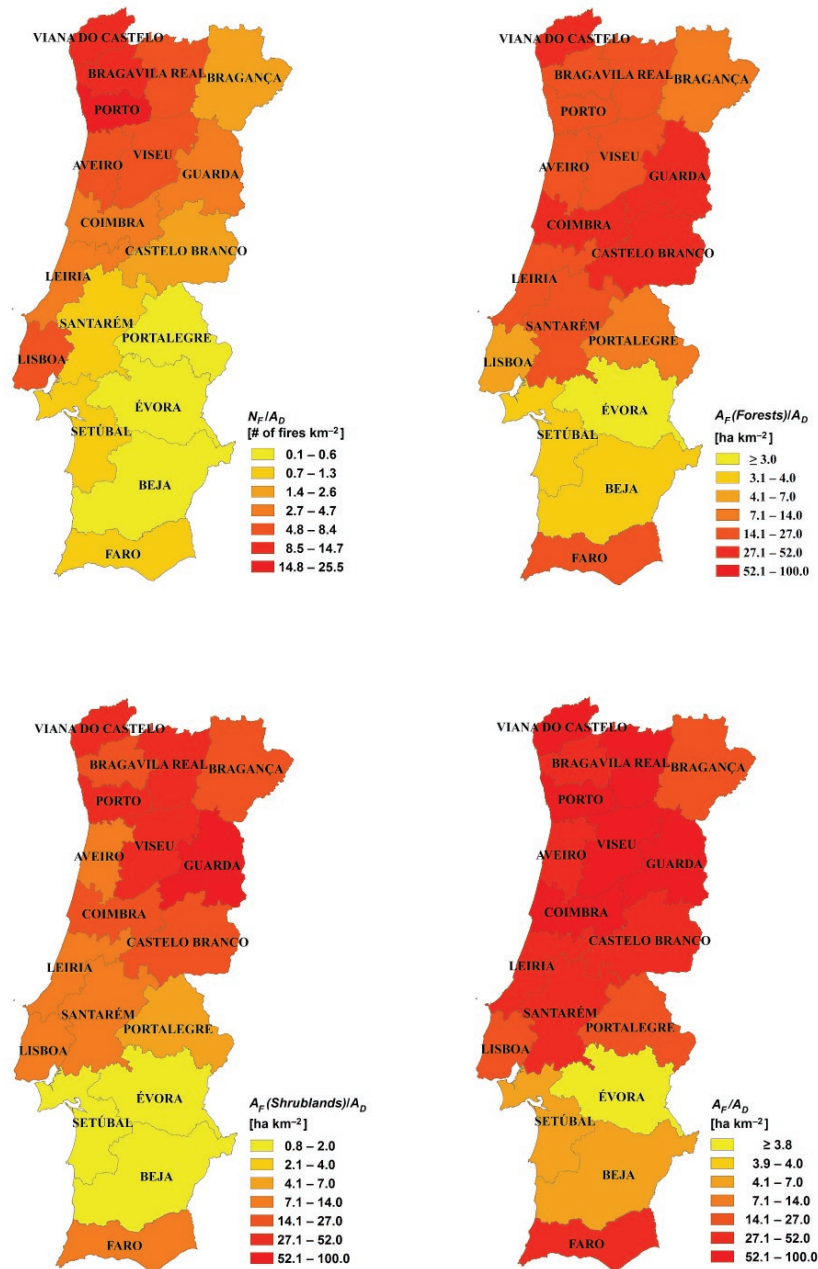 VIANA DO CASTELO
BRAGA VILA REAL
BRAGANÇA
PORTO
AVEIRO
VISEU
GUARDA
COIMBRA
CASTELO BRANCO
LEIRIA
SANTARÉM
PORTALEGRE
LISBOA
ÉVORA
SETÚBAL
BEJA
FARO
N_F/A_D
[# of fires km⁻²]
0.1 – 0.6
0.7 – 1.3
1.4 – 2.6
2.7 – 4.7
4.8 – 8.4
8.5 – 14.7
14.8 – 25.5
VIANA DO CASTELO
BRAGA VILA REAL
BRAGANÇA
PORTO
AVEIRO
VISEU
GUARDA
COIMBRA
CASTELO BRANCO
LEIRIA
SANTARÉM
PORTALEGRE
LISBOA
ÉVORA
SETÚBAL
BEJA
FARO
A_F(Forests)/A_D
[ha km⁻²]
≥ 3.0
3.1 – 4.0
4.1 – 7.0
7.1 – 14.0
14.1 – 27.0
27.1 – 52.0
52.1 – 100.0
VIANA DO CASTELO
BRAGA VILA REAL
BRAGANÇA
PORTO
AVEIRO
VISEU
GUARDA
COIMBRA
CASTELO BRANCO
LEIRIA
SANTARÉM
PORTALEGRE
LISBOA
ÉVORA
SETÚBAL
BEJA
FARO
A_F(Shrublands)/A_D
[ha km⁻²]
0.8 – 2.0
2.1 – 4.0
4.1 – 7.0
7.1 – 14.0
14.1 – 27.0
27.1 – 52.0
52.1 – 100.0
VIANA DO CASTELO
BRAGA VILA REAL
BRAGANÇA
PORTO
AVEIRO
VISEU
GUARDA
COIMBRA
CASTELO BRANCO
LEIRIA
SANTARÉM
PORTALEGRE
LISBOA
ÉVORA
SETÚBAL
BEJA
FARO
A_F/A_D
[ha km⁻²]
≥ 3.8
3.9 – 4.0
4.1 – 7.0
7.1 – 14.0
14.1 – 27.0
27.1 – 52.0
52.1 – 100.0